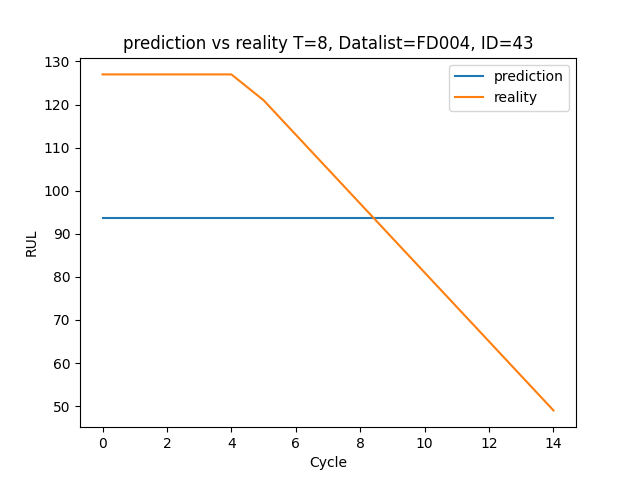 prediction vs reality T=8, Datalist=FD004, ID=43
prediction
reality
130
120
110
100
90
80
70
60
50
RUL
0 2 4 6 8 10 12 14
Cycle